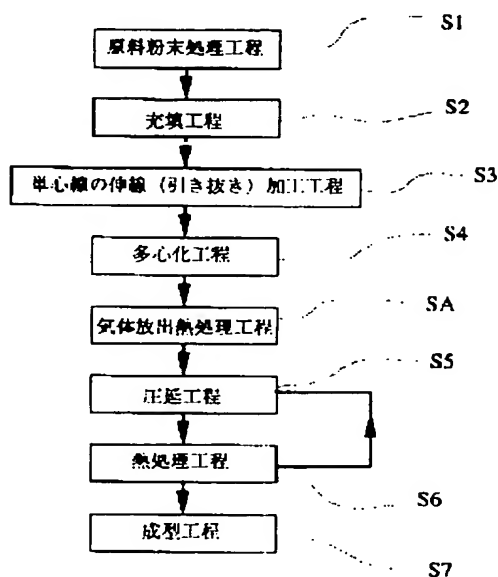 S1
原料粉末処理工程
S2
充填工程
単心線の伸線（引き抜き）加工工程
S3
S4
多心化工程
SA
気体放出熱処理工程
S5
圧延工程
熱処理工程
S6
成型工程
S7